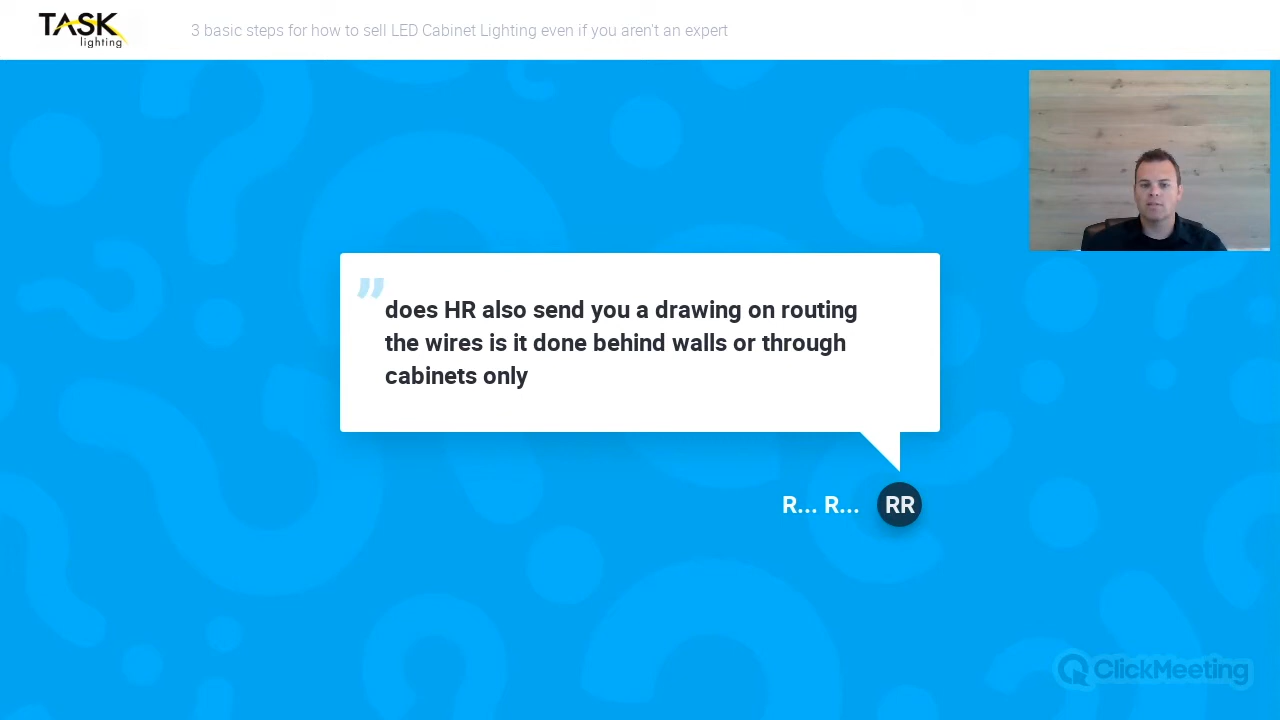 TASK
lighting
3 basic steps for how to sell LED Cabinet Lighting even if you aren't an expert
”
does HR also send you a drawing on routing
the wires is it done behind walls or through
cabinets only
R... R...
RR
ClickMeeting